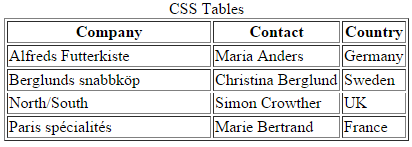 CSS Tables
Company Contact Country
Alfreds Futterkiste Maria Anders Germany
Berglunds snabbköp Christina Berglund Sweden
North/South Simon Crowther UK
Paris spécialités Marie Bertrand France